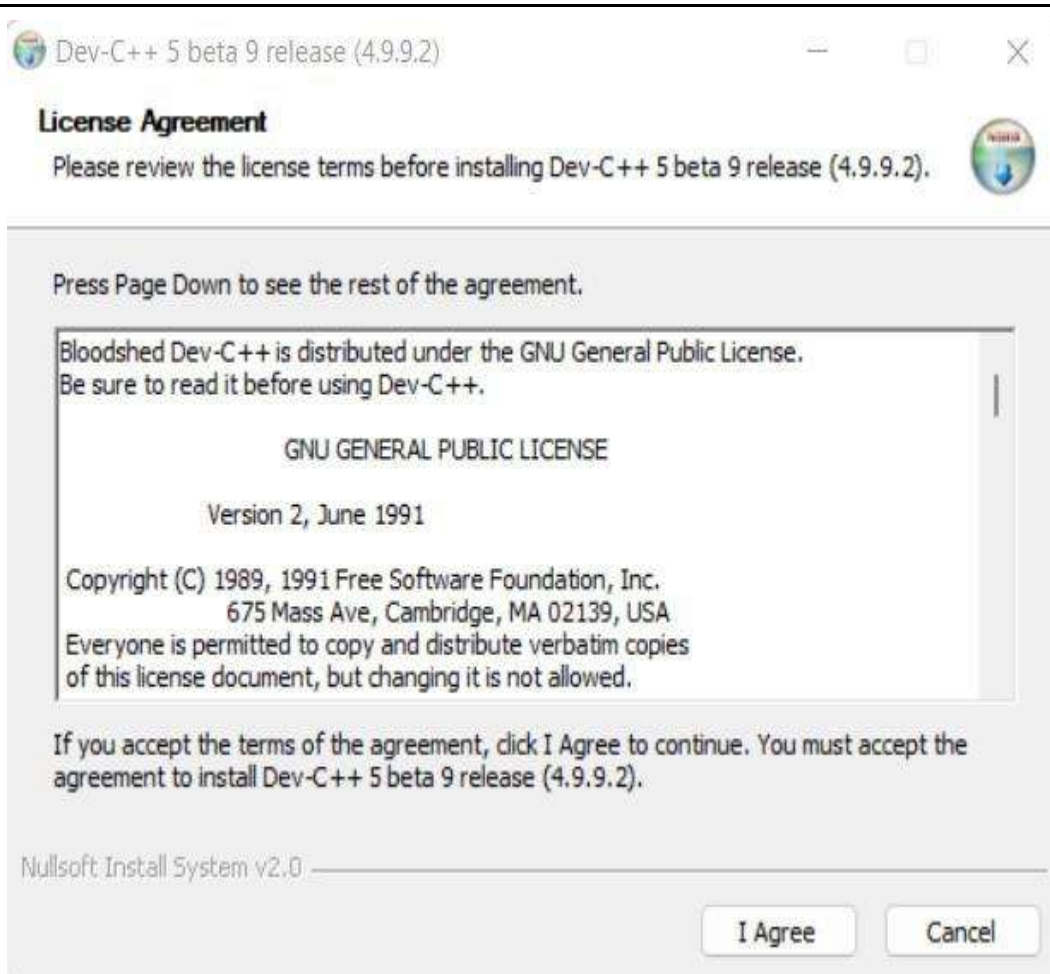 Dev-C++ 5 beta 9 release (4.9.9.2)
License Agreement
Please review the license terms before installing Dev-C++ 5 beta 9 release (4.9.9.2).
Press Page Down to see the rest of the agreement.
Bloodshed Dev-C++ is distributed under the GNU General Public License.
Be sure to read it before using Dev-C++.
GNU GENERAL PUBLIC LICENSE
Version 2, June 1991
Copyright (C) 1989, 1991 Free Software Foundation, Inc.
675 Mass Ave, Cambridge, MA 02139, USA
Everyone is permitted to copy and distribute verbatim copies
of this license document, but changing it is not allowed.
If you accept the terms of the agreement, click I Agree to continue. You must accept the
agreement to install Dev-C++ 5 beta 9 release (4.9.9.2).
Nullsoft Install System v2.0
I Agree
Cancel